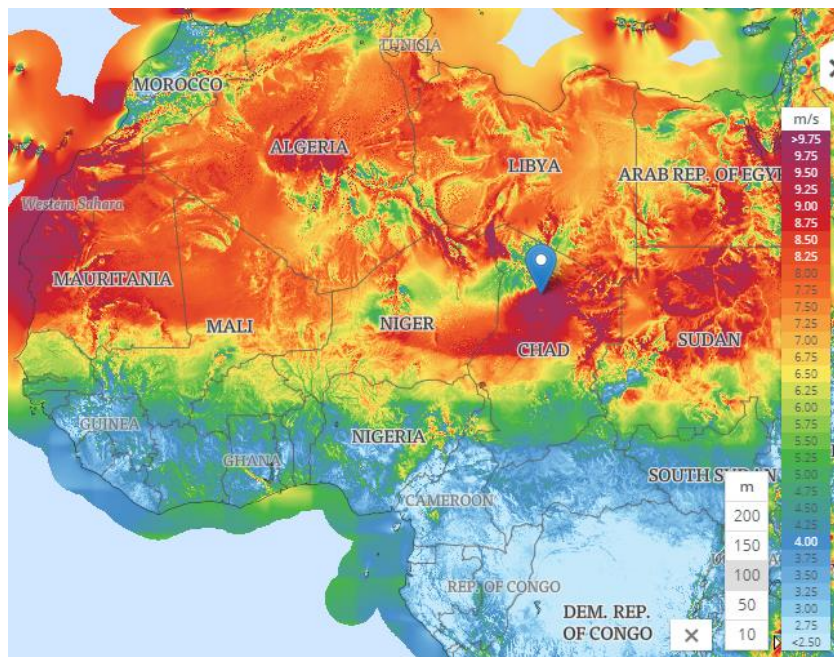 TUNISIA
MOROCCO
m/s
>9.75
9.75
ALGERIA
9.50
LIBYA
9.25
ARAB REP. OF EGY
9.00
8.75
Western Sahara
8.50
8.25
MAURITANIA
8.00
7.75
7.50
MALI
NIGER
7.25
SUDAN
7.00
CHAD
6.75
6.50
6.25
6.00
GUINEA
5.75
NIGERIA
5.50
GHANA
5.25
SOUTH SUDAN
5.00
m
4.75
CAMEROON
4.50
200
4.25
150
4.00
3.75
100
3.50
REP. OF CONGO
3.25
50
3.00
DEM. REP.
OF CONGO
10
2.75
<2.50